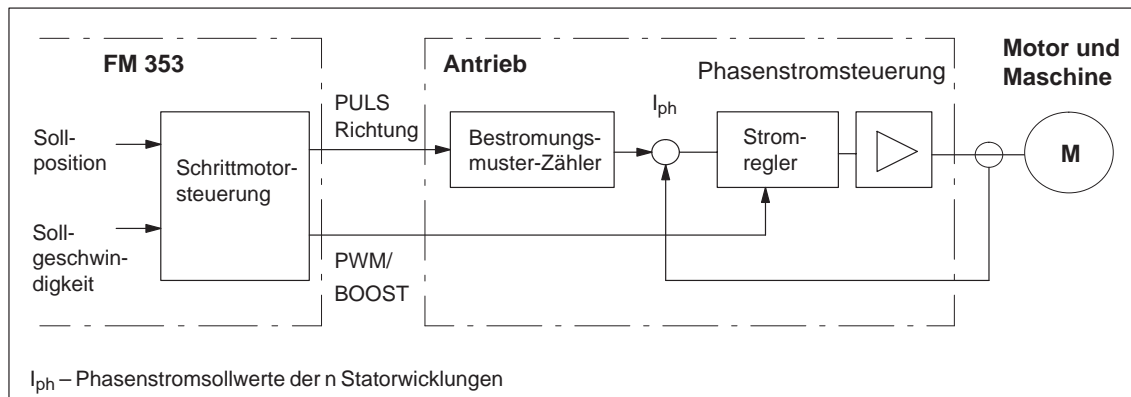 FM 353
Soll-
position
Soll-
geschwin-
digkeit
Schrittmotor-
steuerung
PULS
Richtung
PWM/
BOOST
Antrieb
Phasenstromsteuerung
Bestromungs-
muster-Zähler
Iph
Strom-
regler
Motor und
Maschine
M
Iph – Phasenstromsollwerte der n Statorwicklungen